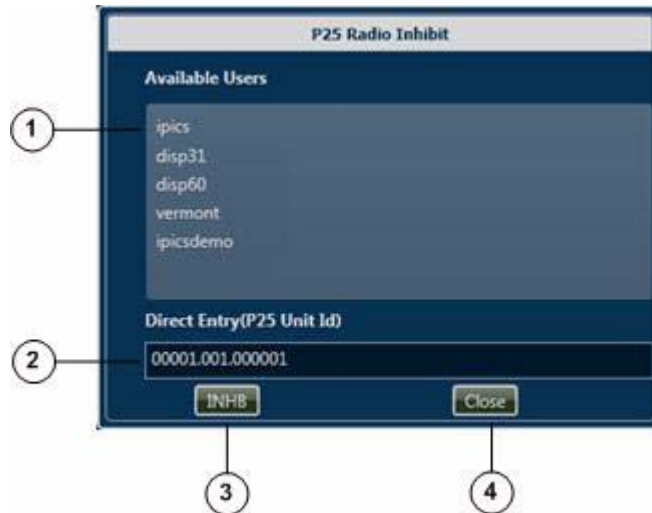 P25 Radio Inhibit
Available Users
1
ipics
disp31
disp60
vermont
ipicsdemo
Direct Entry(P25 Unit Id)
2
00001.001.000001
INHB
Close
3
4